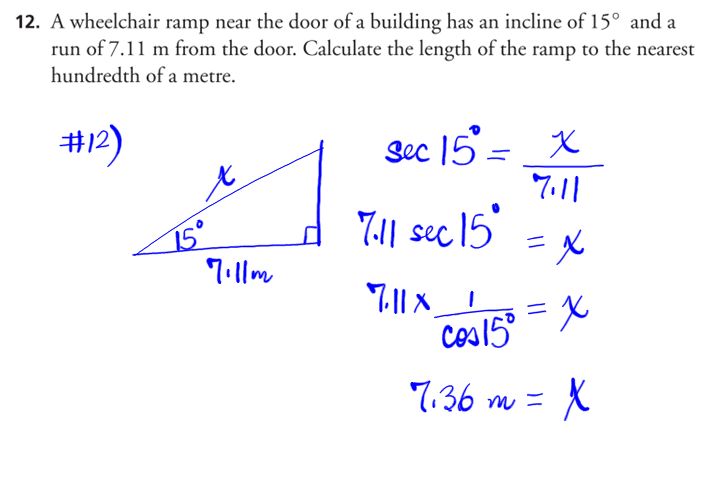 12. A wheelchair ramp near the door of a building has an incline of 15° and a
run of 7.11 m from the door. Calculate the length of the ramp to the nearest
hundredth of a metre.
#12)
x
15°
7.11m
sec 15° = x / 7.11
7.11 sec 15° = x
7.11 × 1 / cos15° = x
7.36 m = x